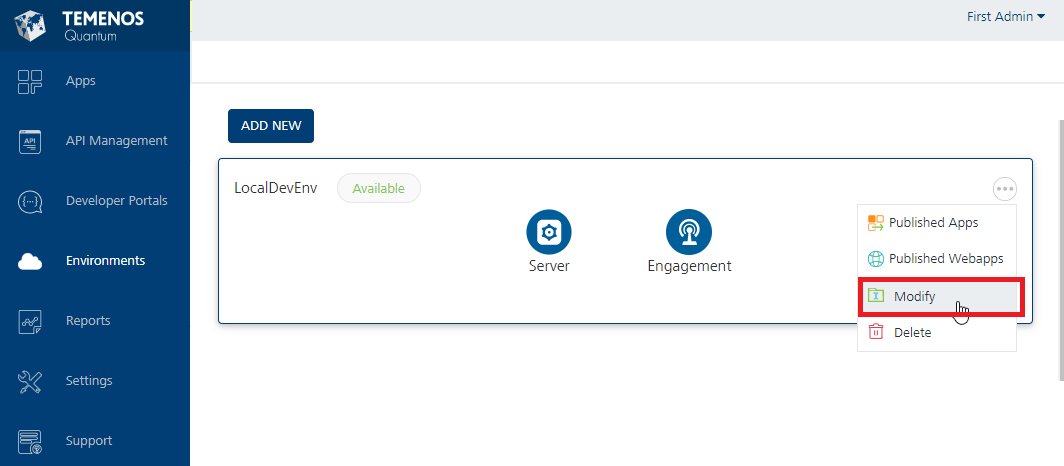 TEMENOS
Quantum
First Admin
Apps
API
API Management
{...}
Developer Portals
Environments
Reports
Settings
Support
ADD NEW
LocalDevEnv
Available
Server
Engagement
Published Apps
Published Webapps
Modify
Delete